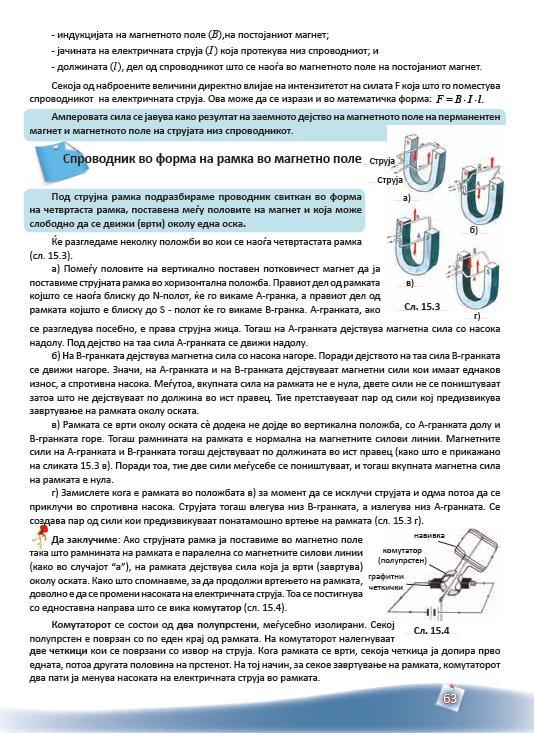 - индукцијата на магнетното поле (B),на постојаниот магнет;
- јачината на електричната струја (I) која протекува низ спроводниот; и
- должината (l), дел од спроводникот што се наоѓа во магнетното поле на постојаниот магнет.
Секоја од наброените величини директно влијае на интензитетот на силата F која што го поместува
спроводникот на електричната струја. Ова може да се изрази и во математичка форма: F = B · I · l.
Амперовата сила се јавува како резултат на заемното дејство на магнетното поле на перманентен
магнет и магнетното поле на струјата низ спроводникот.
Спроводник во форма на рамка во магнетно поле
Струја
Струја
а)
б)
в)
г)
Сл. 15.3
Под струјна рамка подразбираме проводник свиткан во форма
на четвртаста рамка, поставена меѓу половите на магнет и која може
слободно да се движи (врти) околу една оска.
Ќе разгледаме неколку положби во кои се наоѓа четвртастата рамка
(сл. 15.3).
а) Помеѓу половите на вертикално поставен потковичест магнет да ја
поставиме струјната рамка во хоризонтална положба. Правиот дел од рамката
којшто се наоѓа блиску до N-полот, ќе го викаме А-гранка, а правиот дел од
рамката којшто е блиску до S - полот ќе го викаме В-гранка. А-гранката, ако
се разгледува посебно, е права струјна жица. Тогаш на А-гранката дејствува магнетна сила со насока
надолу. Под дејство на таа сила А-гранката се движи надолу.
б) На В-гранката дејствува магнетна сила со насока нагоре. Поради дејството на таа сила В-гранката
се движи нагоре. Значи, на А-гранката и на В-гранката дејствуваат магнетни сили кои имаат еднаков
износ, а спротивна насока. Меѓутоа, вкупната сила на рамката не е нула, двете сили не се поништуваат
затоа што не дејствуваат по должина во ист правец. Тие претставуваат пар од сили кој предизвикува
завртување на рамката околу оската.
в) Рамката се врти околу оската сѐ додека не дојде во вертикална положба, со А-гранката долу и
В-гранката горе. Тогаш рамнината на рамката е нормална на магнетните силови линии. Магнетните
сили на А-гранката и В-гранката тогаш дејствуваат по должината во ист правец (како што е прикажано
на сликата 15.3 в). Поради тоа, тие две сили меѓусебе се поништуваат, и тогаш вкупната магнетна сила
на рамката е нула.
г) Замислете кога е рамката во положбата в) за момент да се исклучи струјата и одма потоа да се
приклучи во спротивна насока. Струјата тогаш влегува низ В-гранката, а излегува низ А-гранката. Се
создава пар од сили кои предизвикуваат понатамошно вртење на рамката (сл. 15.3 г).
Да заклучиме: Ако струјната рамка ја поставиме во магнетно поле
така што рамнината на рамката е паралелна со магнетните силови линии
(како во случајот “а”), на рамката дејствува сила која ја врти (завртува)
околу оската. Како што спомнавме, за да продолжи вртењето на рамката,
доволно е да се промени насоката на електричната струја. Тоа се постигнува
со едноставна направа што се вика комутатор (сл. 15.4).
навивка
комутатор
(полупрстен)
графитни
четкички
Сл. 15.4
Комутаторот се состои од два полупрстени, меѓусебно изолирани. Секој
полупрстен е поврзан со по еден крај од рамката. На комутаторот налегнуваат
две четкици кои се поврзани со извор на струја. Кога рамката се врти, секоја четкица ја допира прво
едната, потоа другата половина на прстенот. На тој начин, за секое завртување на рамката, комутаторот
два пати ја менува насоката на електричната струја во рамката.
63